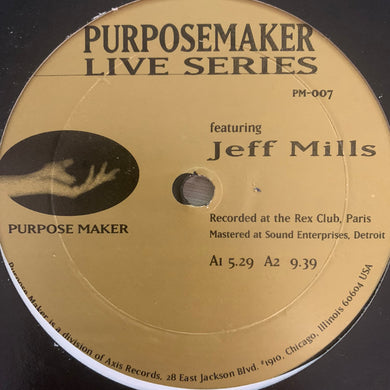 PURPOSEMAKER
LIVE SERIES
PM-007
featuring
Jeff Mills
PURPOSE MAKER
Recorded at the Rex Club, Paris
Mastered at Sound Enterprises, Detroit
A1 5.29 A2 9.39
Purpose Maker is a division of Axis Records, 28 East Jackson Blvd. #1910, Chicago, Illinois 60604 USA